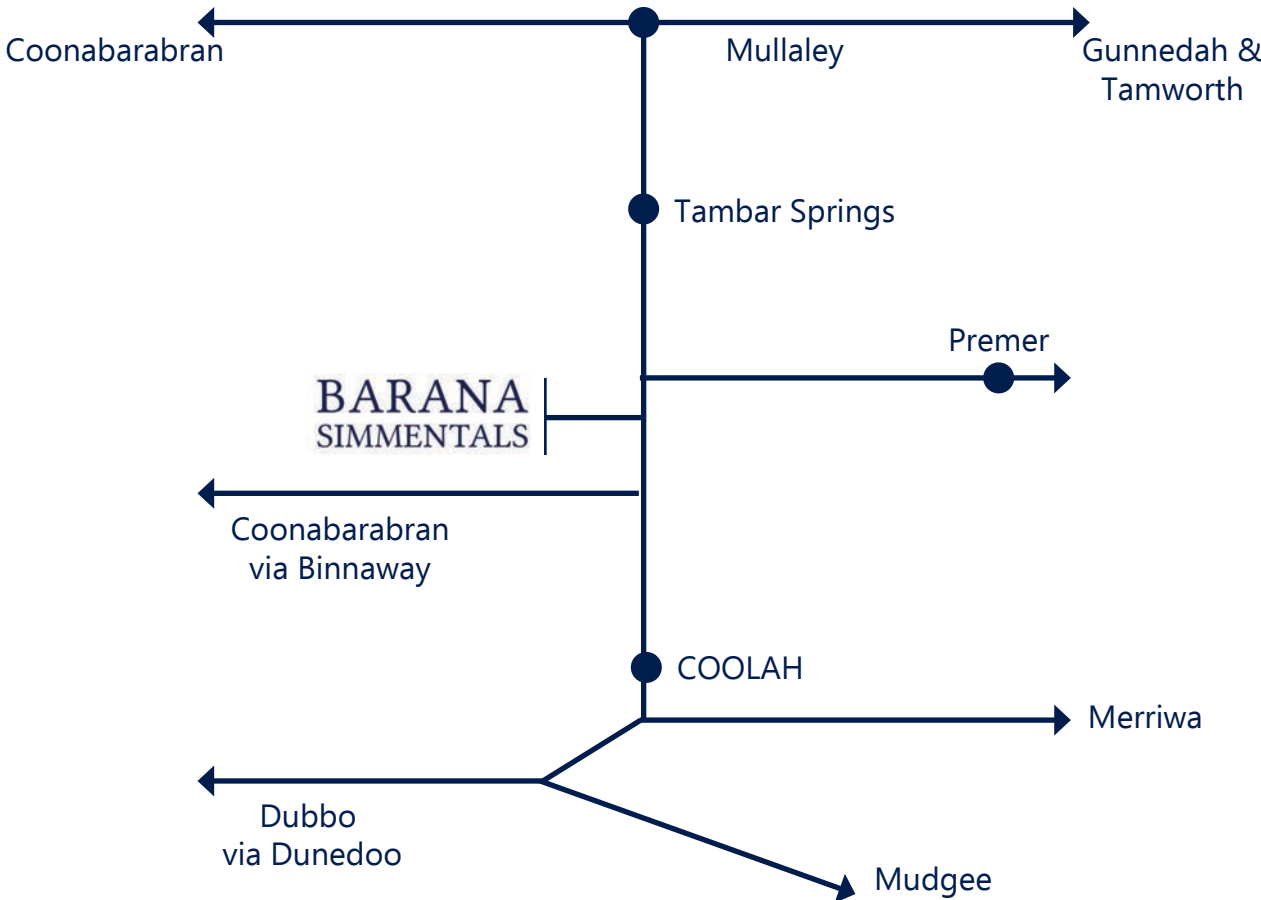 Coonabarabran
Mullaley
Gunnedah &
Tamworth
Tambar Springs
Premer
BARANA
SIMMENTALS
Coonabarabran
via Binnaway
COOLAH
Merriwa
Dubbo
via Dunedoo
Mudgee